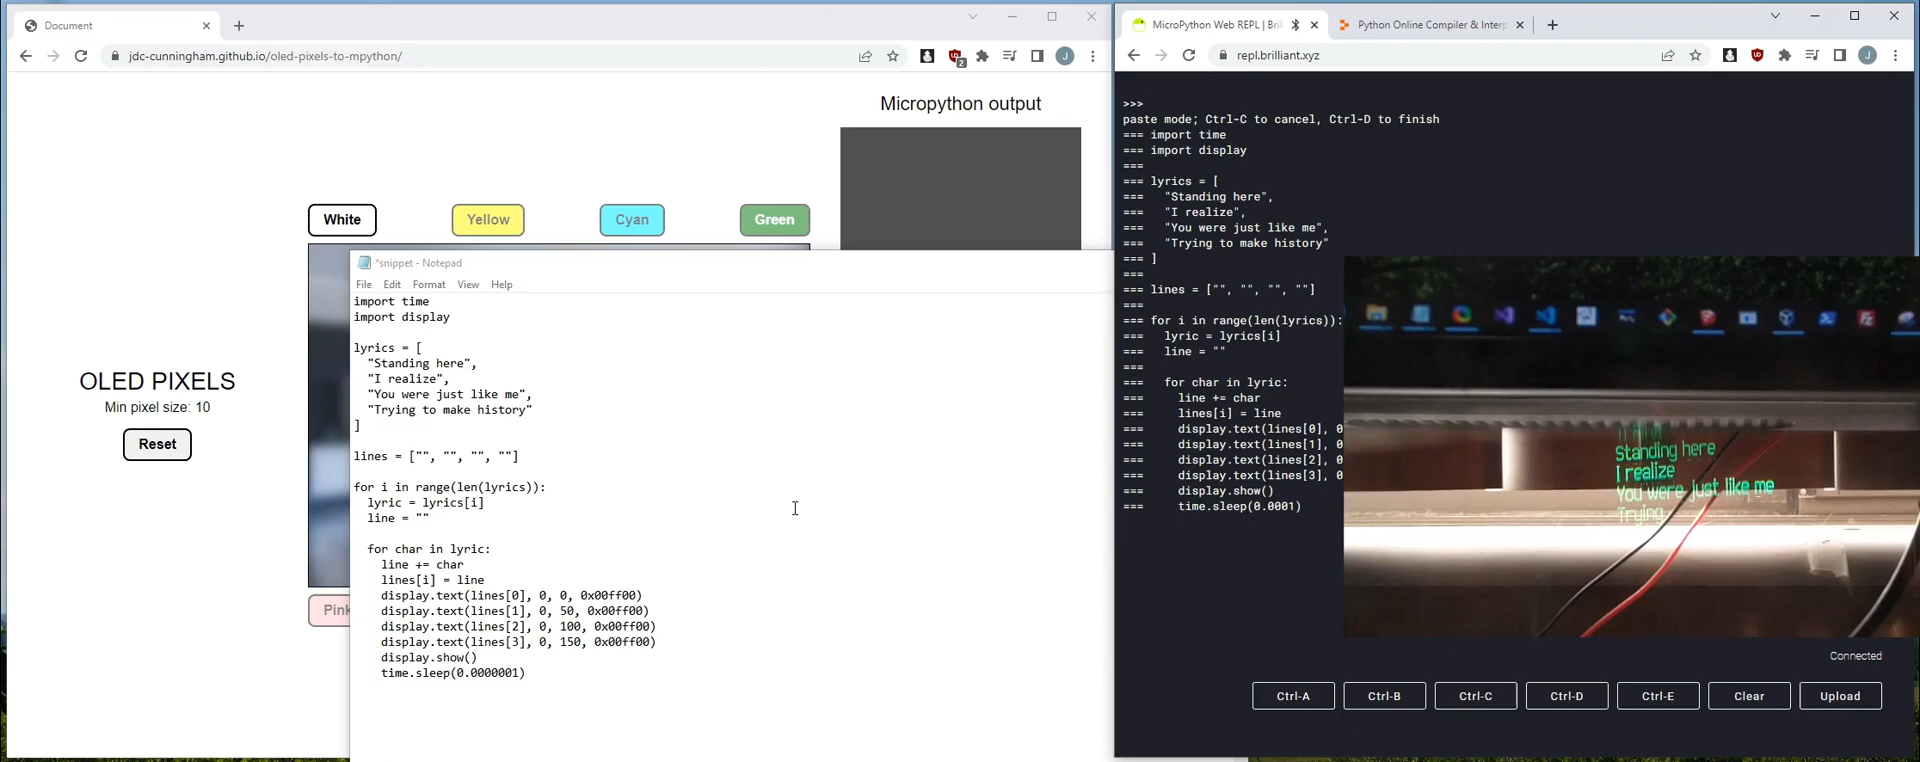 Document
jdc-cunningham.github.io/oled-pixels-to-mpython/
2
J
Micropython output
White
Yellow
Cyan
Green
OLED PIXELS
Min pixel size: 10
Reset
Pink
*snippet - Notepad
File Edit Format View Help
import time
import display
lyrics = [
"Standing here",
"I realize",
"You were just like me",
"Trying to make history"
]
lines = ["", "", "", ""]
for i in range(len(lyrics)):
lyric = lyrics[i]
line = ""
for char in lyric:
line += char
lines[i] = line
display.text(lines[0], 0, 0, 0x00ff00)
display.text(lines[1], 0, 50, 0x00ff00)
display.text(lines[2], 0, 100, 0x00ff00)
display.text(lines[3], 0, 150, 0x00ff00)
display.show()
time.sleep(0.0000001)
MicroPython Web REPL | Bril
Python Online Compiler & Interp
repl.brilliant.xyz
J
>>>
paste mode; Ctrl-C to cancel, Ctrl-D to finish
=== import time
=== import display
===
=== lyrics = [
=== "Standing here",
=== "I realize",
=== "You were just like me",
=== "Trying to make history"
=== ]
===
=== lines = ["", "", "", ""]
===
=== for i in range(len(lyrics)):
=== lyric = lyrics[i]
=== line = ""
===
=== for char in lyric:
=== line += char
=== lines[i] = line
=== display.text(lines[0], 0
=== display.text(lines[1], 0
=== display.text(lines[2], 0
=== display.text(lines[3], 0
=== display.show()
=== time.sleep(0.0001)
Standing here
I realize
You were just like me
Trying
Connected
Ctrl-A
Ctrl-B
Ctrl-C
Ctrl-D
Ctrl-E
Clear
Upload